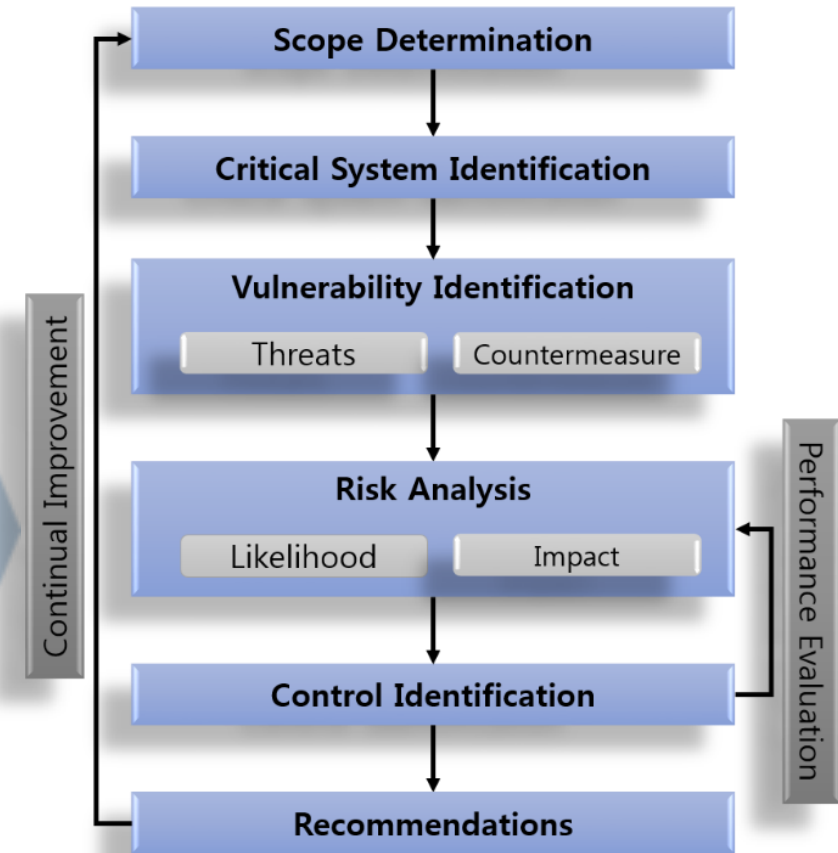 Scope Determination
Critical System Identification
Vulnerability Identification
Threats
Countermeasure
Continual Improvement
Risk Analysis
Likelihood
Impact
Performance Evaluation
Control Identification
Recommendations